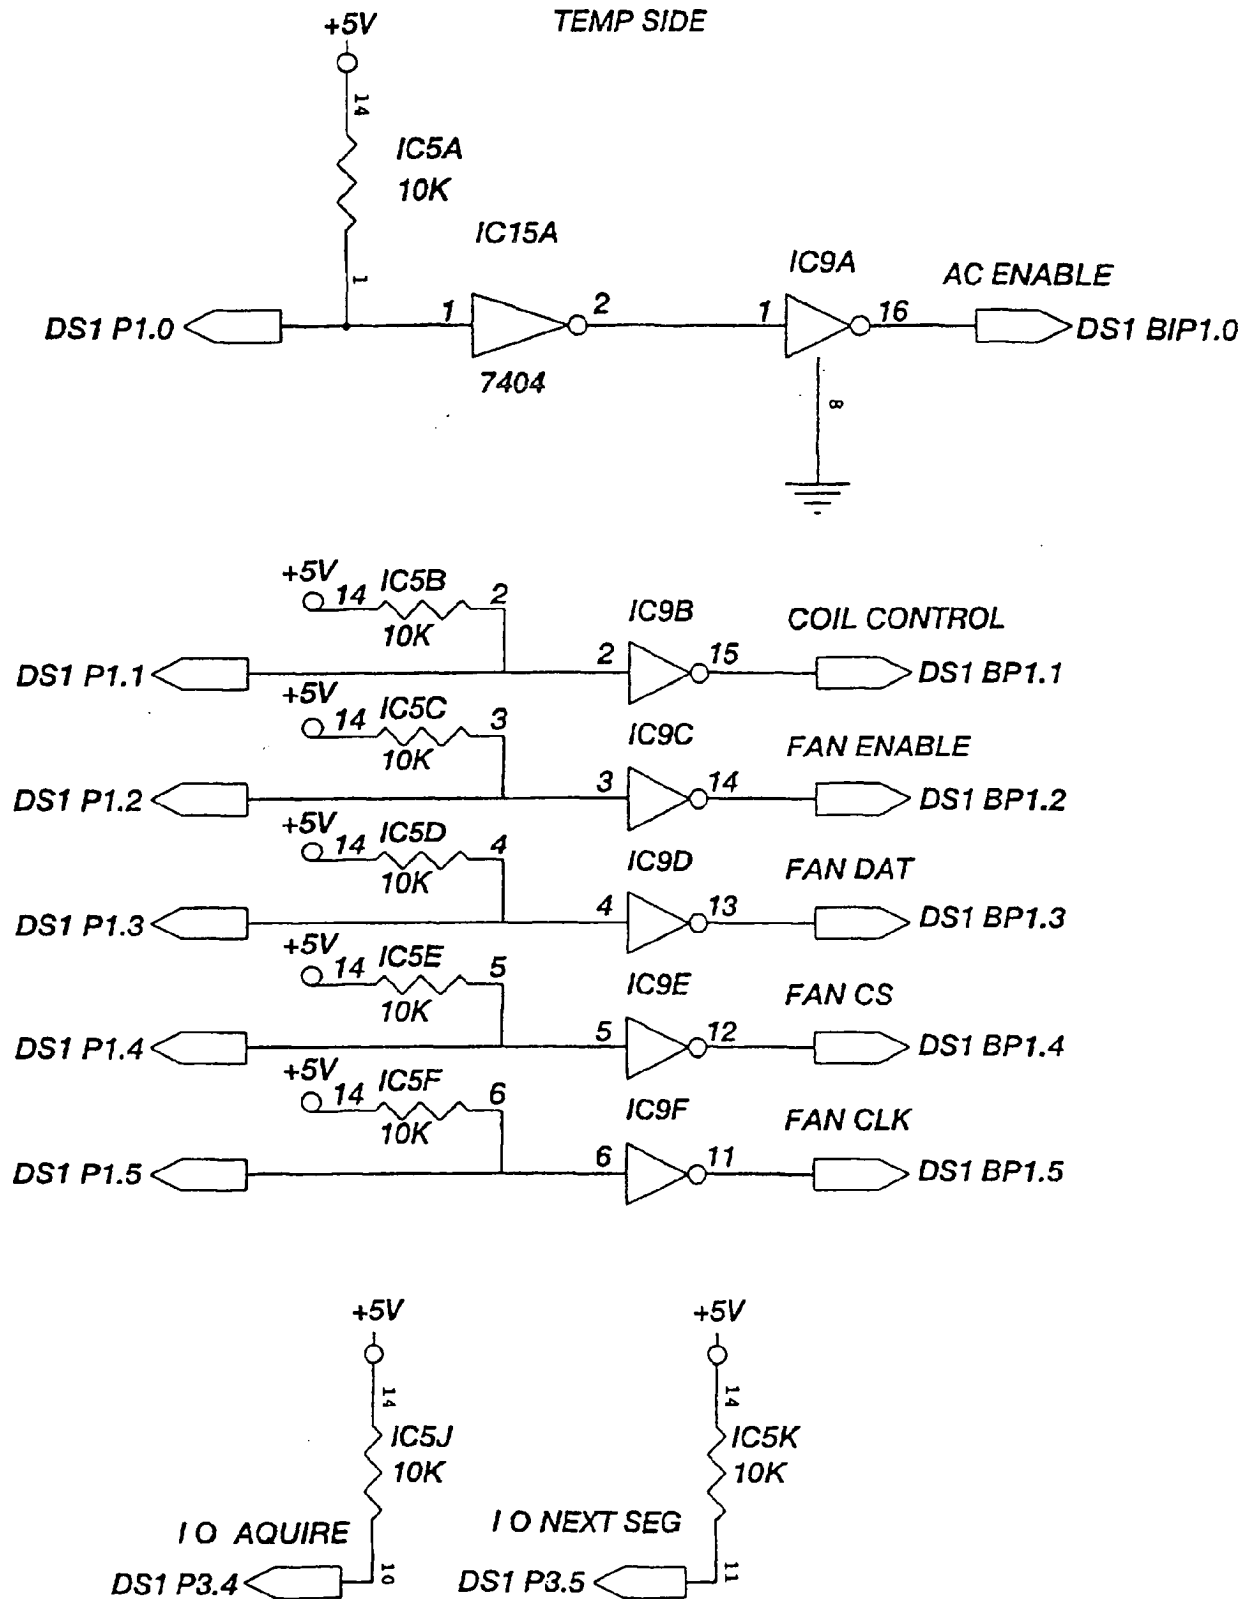 TEMP SIDE
+5V
14
IC5A
10K
1
IC15A
IC9A
AC ENABLE
DS1 P1.0
1
2
1
16
DS1 BIP1.0
7404
8
+5V
14
IC5B
2
10K
IC9B
COIL CONTROL
DS1 P1.1
2
15
DS1 BP1.1
+5V
14
IC5C
3
10K
IC9C
FAN ENABLE
DS1 P1.2
3
14
DS1 BP1.2
+5V
14
IC5D
4
10K
IC9D
FAN DAT
DS1 P1.3
4
13
DS1 BP1.3
+5V
14
IC5E
5
10K
IC9E
FAN CS
DS1 P1.4
5
12
DS1 BP1.4
+5V
14
IC5F
6
10K
IC9F
FAN CLK
DS1 P1.5
6
11
DS1 BP1.5
+5V
14
IC5J
10K
I O AQUIRE
DS1 P3.4
10
+5V
14
IC5K
10K
I O NEXT SEG
DS1 P3.5
11